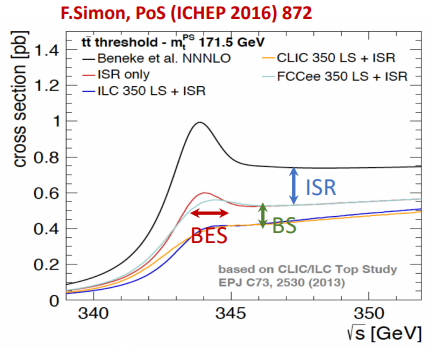 F.Simon, PoS (ICHEP 2016) 872
tt̄ threshold - m_t^PS 171.5 GeV
Beneke et al. NNNLO
ISR only
ILC 350 LS + ISR
CLIC 350 LS + ISR
FCCee 350 LS + ISR
cross section [pb]
1.4
1.2
1
0.8
0.6
0.4
0.2
0
ISR
BES
BS
based on CLIC/ILC Top Study
EPJ C73, 2530 (2013)
340
345
350
√s [GeV]